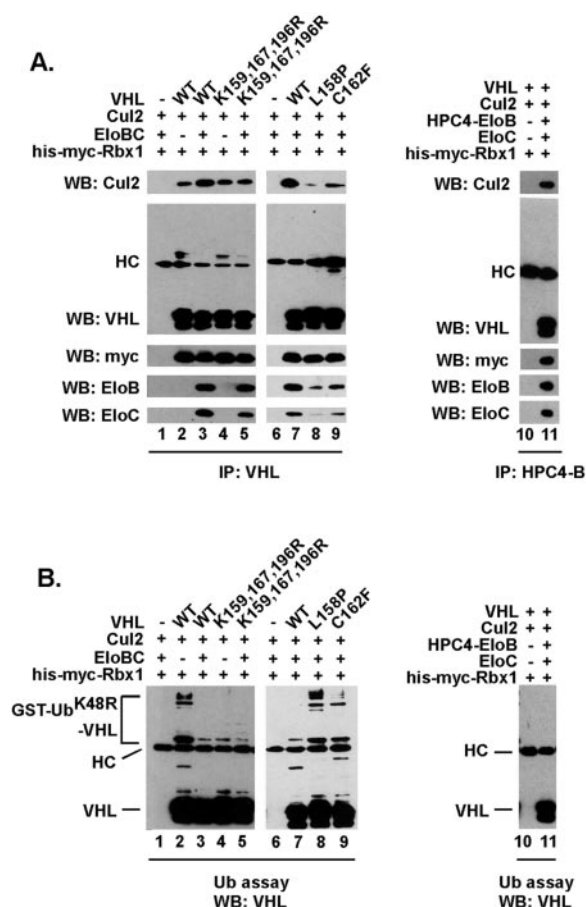 A.
VHL - WT WT K159,167,196R K159,167,196R - WT L158P C162F
Cul2 + + + + + + + + +
EloBC + - + - + + + + +
his-myc-Rbx1 + + + + + + + + +
WB: Cul2
HC
WB: VHL
WB: myc
WB: EloB
WB: EloC
1 2 3 4 5 6 7 8 9
IP: VHL
VHL + +
Cul2 + +
HPC4-EloB - +
EloC - +
his-myc-Rbx1 + +
WB: Cul2
HC
WB: VHL
WB: myc
WB: EloB
WB: EloC
10 11
IP: HPC4-B
B.
VHL - WT WT K159,167,196R K159,167,196R - WT L158P C162F
Cul2 + + + + + + + + +
EloBC + - + - + + + + +
his-myc-Rbx1 + + + + + + + + +
GST-UbK48R
-VHL
HC
VHL
1 2 3 4 5 6 7 8 9
Ub assay
WB: VHL
VHL + +
Cul2 + +
HPC4-EloB - +
EloC - +
his-myc-Rbx1 + +
HC
VHL
10 11
Ub assay
WB: VHL